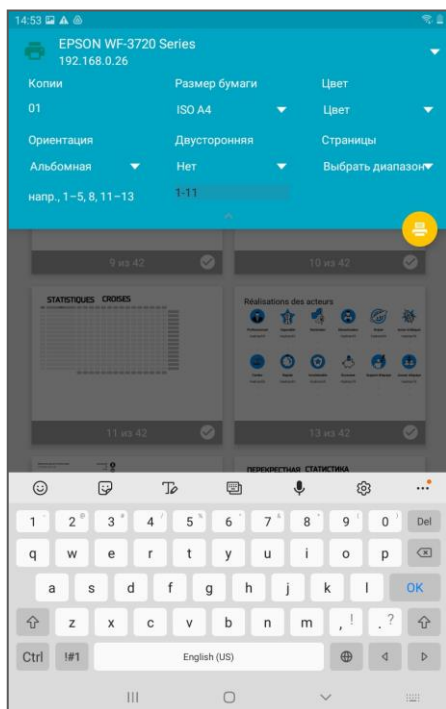 14:53
EPSON WF-3720 Series
192.168.0.26
Копии Размер бумаги Цвет
01 ISO A4 Цвет
Ориентация Двусторонняя Страницы
Альбомная Нет Выбрать диапазон
напр., 1–5, 8, 11–13 1-11
9 из 42 10 из 42
STATISTIQUES CROISES Réalisations des acteurs
11 из 42 13 из 42
ПЕРЕКРЕСТНАЯ СТАТИСТИКА
1 2 3 4 5 6 7 8 9 0 Del
q w e r t y u i o p
a s d f g h j k l OK
z x c v b n m , ! . ?
Ctrl !#1 English (US)